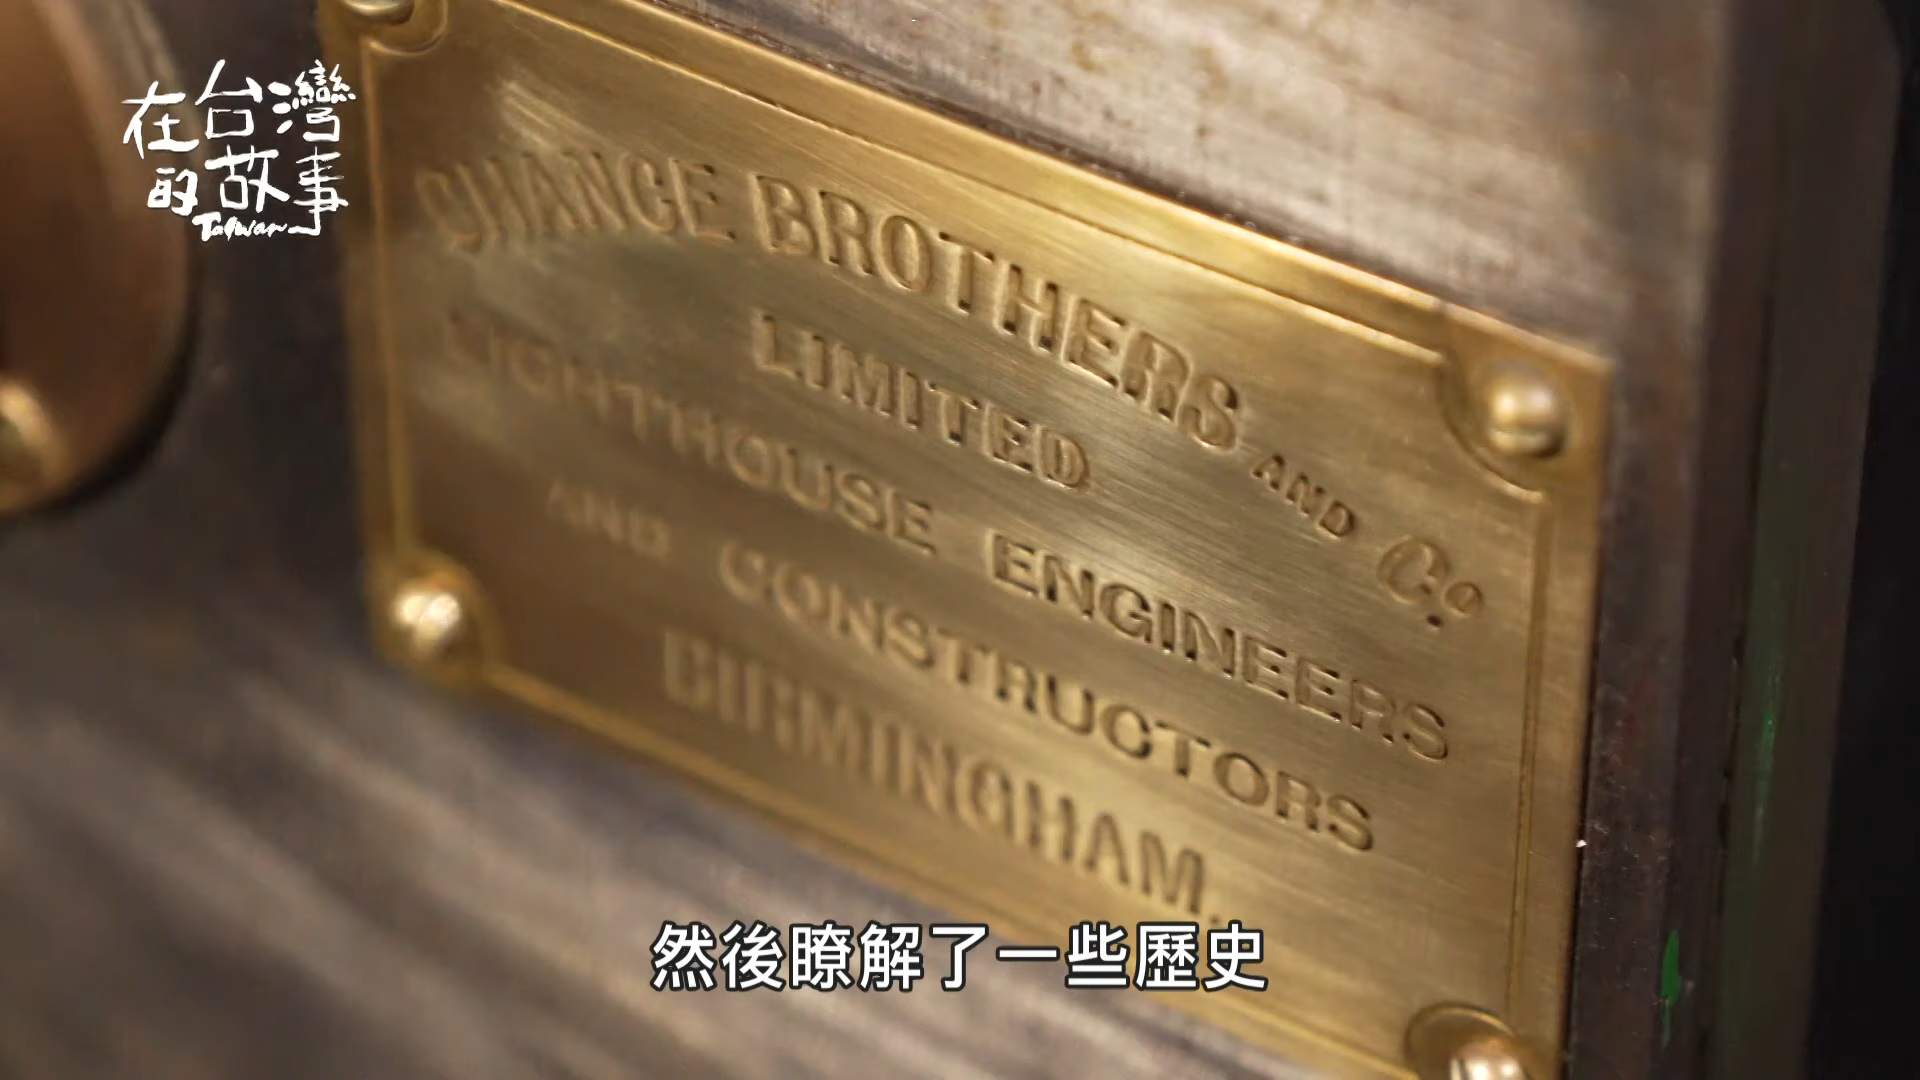 在台灣
的故事
Taiwan
CHANCE BROTHERS AND Co.
LIMITED
LIGHTHOUSE ENGINEERS
AND CONSTRUCTORS
BIRMINGHAM.
然後瞭解了一些歷史